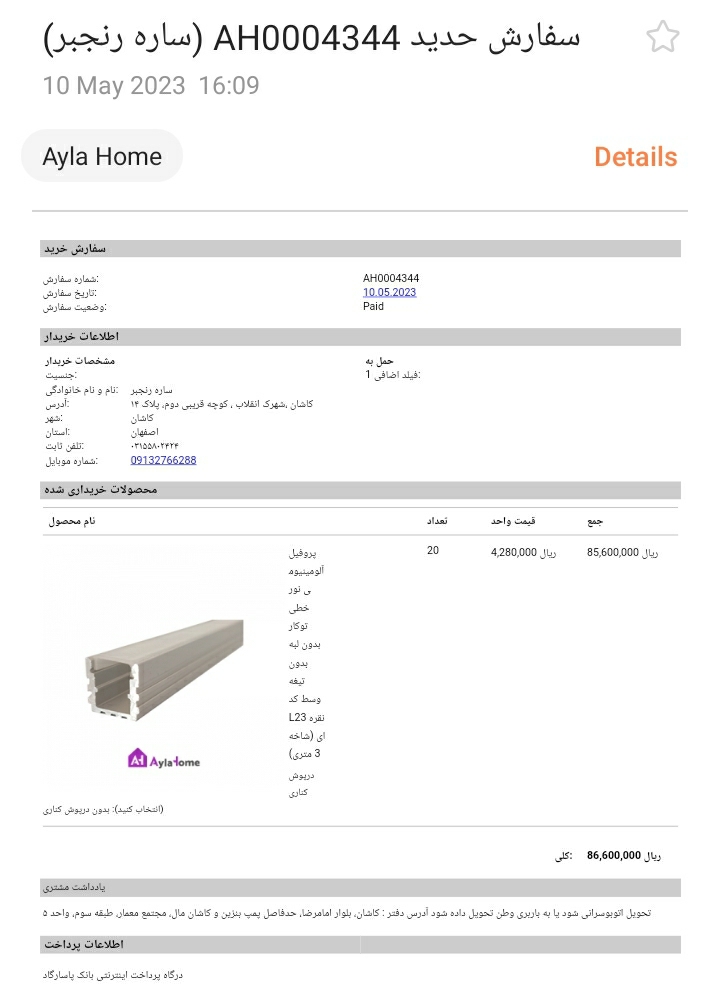 سفارش حدید AH0004344 (ساره رنجبر)
10 May 2023 16:09
Ayla Home
Details
سفارش خرید
شماره سفارش: AH0004344
تاریخ سفارش: 10.05.2023
وضعیت سفارش: Paid
اطلاعات خریدار
مشخصات خریدار
حمل به
جنسیت:
فیلد اضافی 1:
نام و نام خانوادگی: ساره رنجبر
آدرس: کاشان ،شهرک انقلاب ، کوچه قریبی دوم، پلاک ۱۴
شهر: کاشان
استان: اصفهان
تلفن ثابت: ۰۳۱۵۵۸۰۲۴۲۴
شماره موبایل: 09132766288
محصولات خریداری شده
نام محصول تعداد قیمت واحد جمع
پروفیل 20 4,280,000 ریال 85,600,000 ریال
آلومینیوم
ی نور
خطی
توکار
بدون لبه
بدون
تیغه
وسط کد
L23 نقره
ای (شاخه
3 متری)
درپوش
کناری
(انتخاب کنید): بدون درپوش کناری
AylaHome
کلی: 86,600,000 ریال
یادداشت مشتری
تحویل اتوبوسرانی شود یا به باربری وطن تحویل داده شود آدرس دفتر : کاشان، بلوار امامرضا، حدفاصل پمپ بنزین و کاشان مال، مجتمع معمار، طبقه سوم، واحد ۵
اطلاعات پرداخت
درگاه پرداخت اینترنتی بانک پاسارگاد